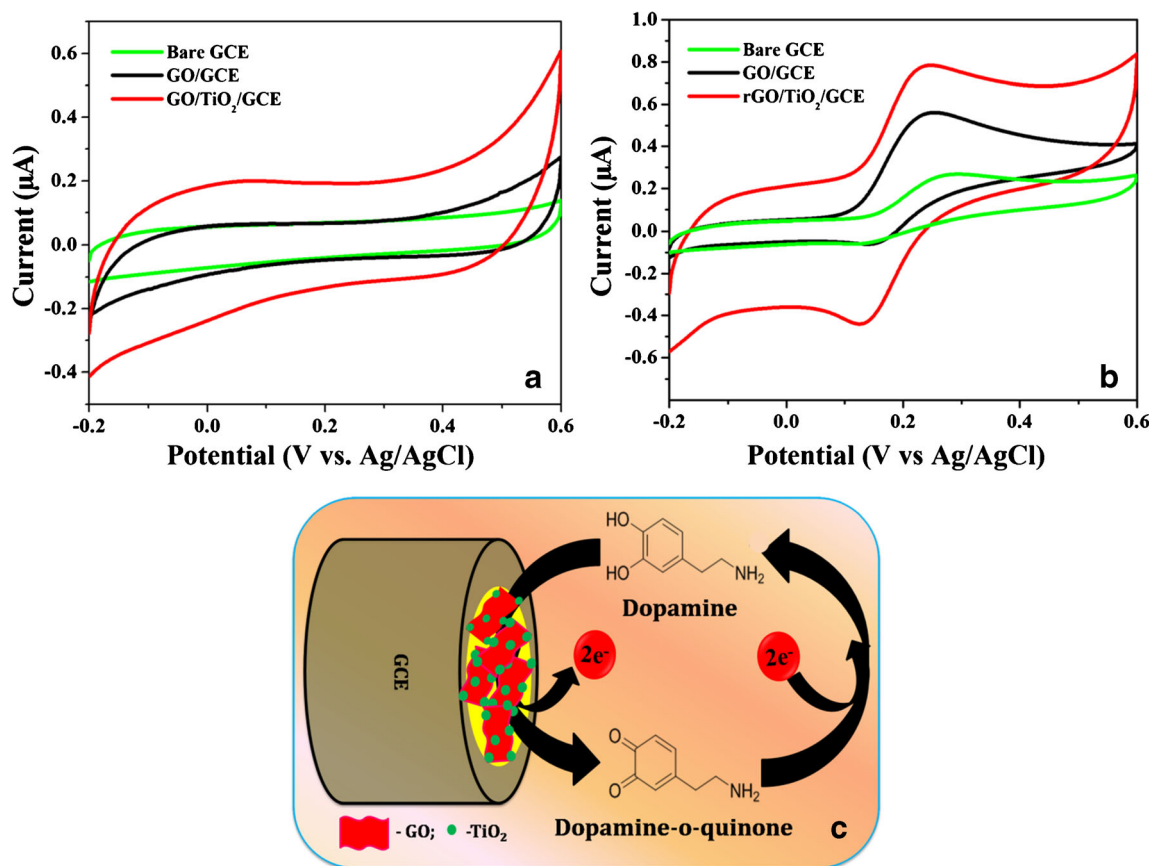 0.6
0.4
0.2
0.0
-0.2
-0.4
Current (µA)
Bare GCE
GO/GCE
GO/TiO₂/GCE
a
-0.2 0.0 0.2 0.4 0.6
Potential (V vs. Ag/AgCl)
1.0
0.8
0.6
0.4
0.2
0.0
-0.2
-0.4
-0.6
Current (µA)
Bare GCE
GO/GCE
rGO/TiO₂/GCE
b
-0.2 0.0 0.2 0.4 0.6
Potential (V vs Ag/AgCl)
HO
HO
NH₂
Dopamine
2e⁻
2e⁻
GCE
O
O
NH₂
Dopamine-o-quinone
c
- GO; -TiO₂